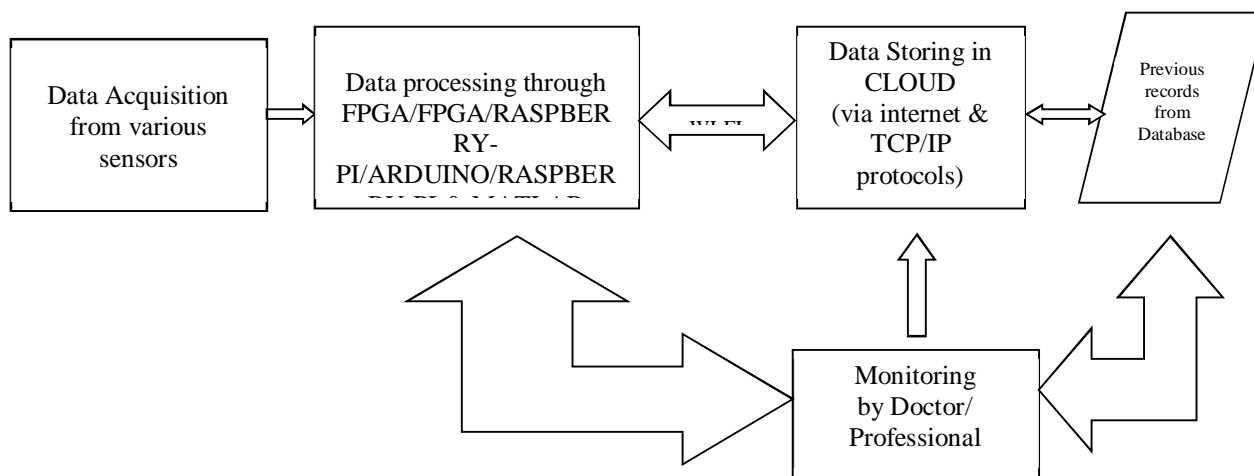 Data Acquisition
from various
sensors
Data processing through
FPGA/FPGA/RASPBER
RY-
PI/ARDUINO/RASPBER
Data Storing in
CLOUD
(via internet &
TCP/IP
protocols)
Previous
records
from
Database
Monitoring
by Doctor/
Professional